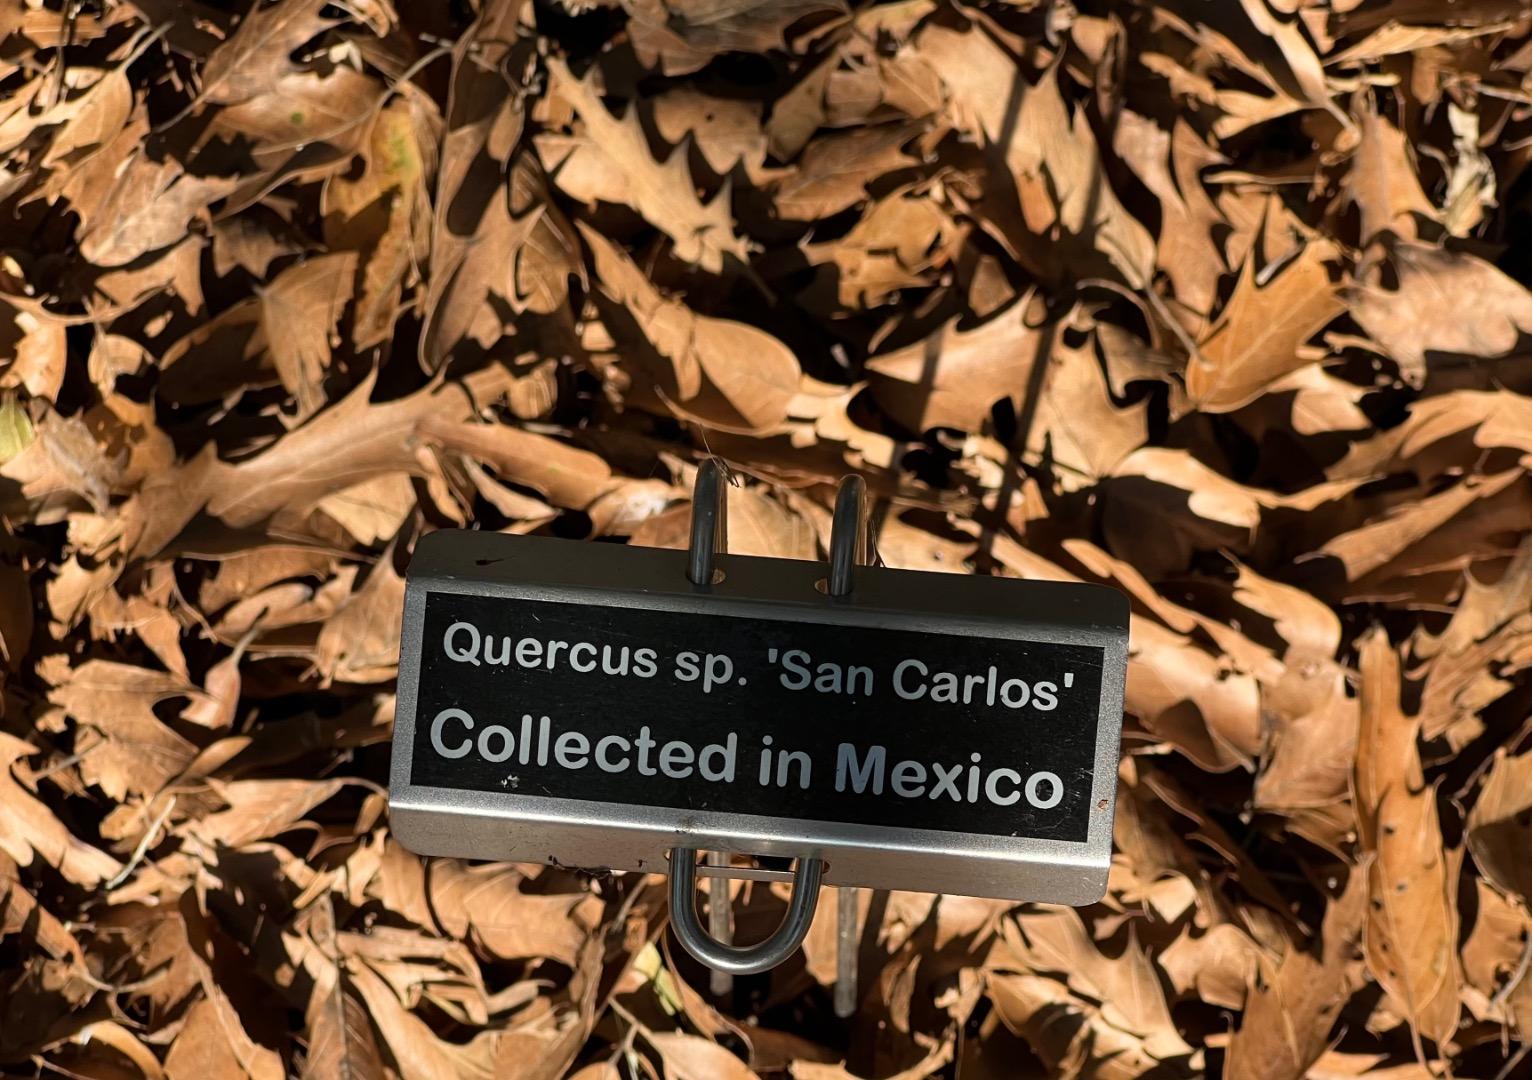 Quercus sp. 'San Carlos'
Collected in Mexico